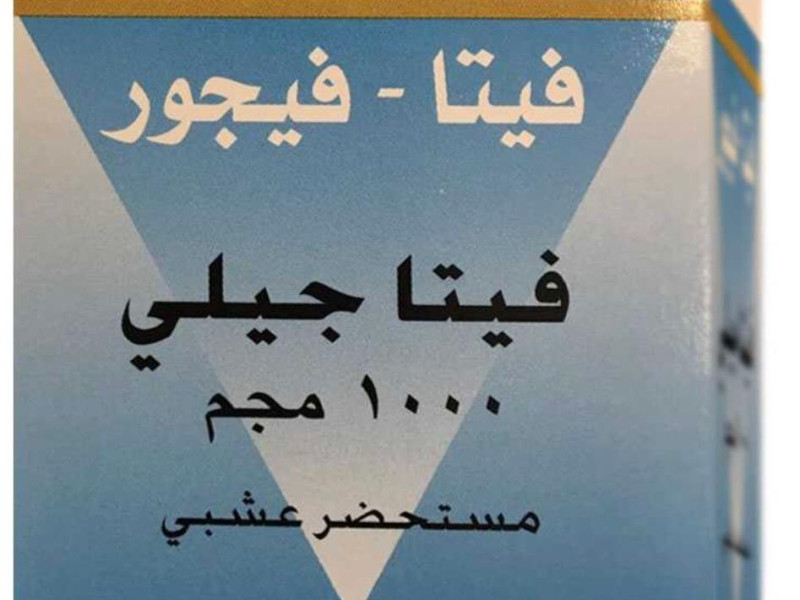 فيتا - فيجور
فيتا جيلي
١٠٠٠ مجم
مستحضر عشبي